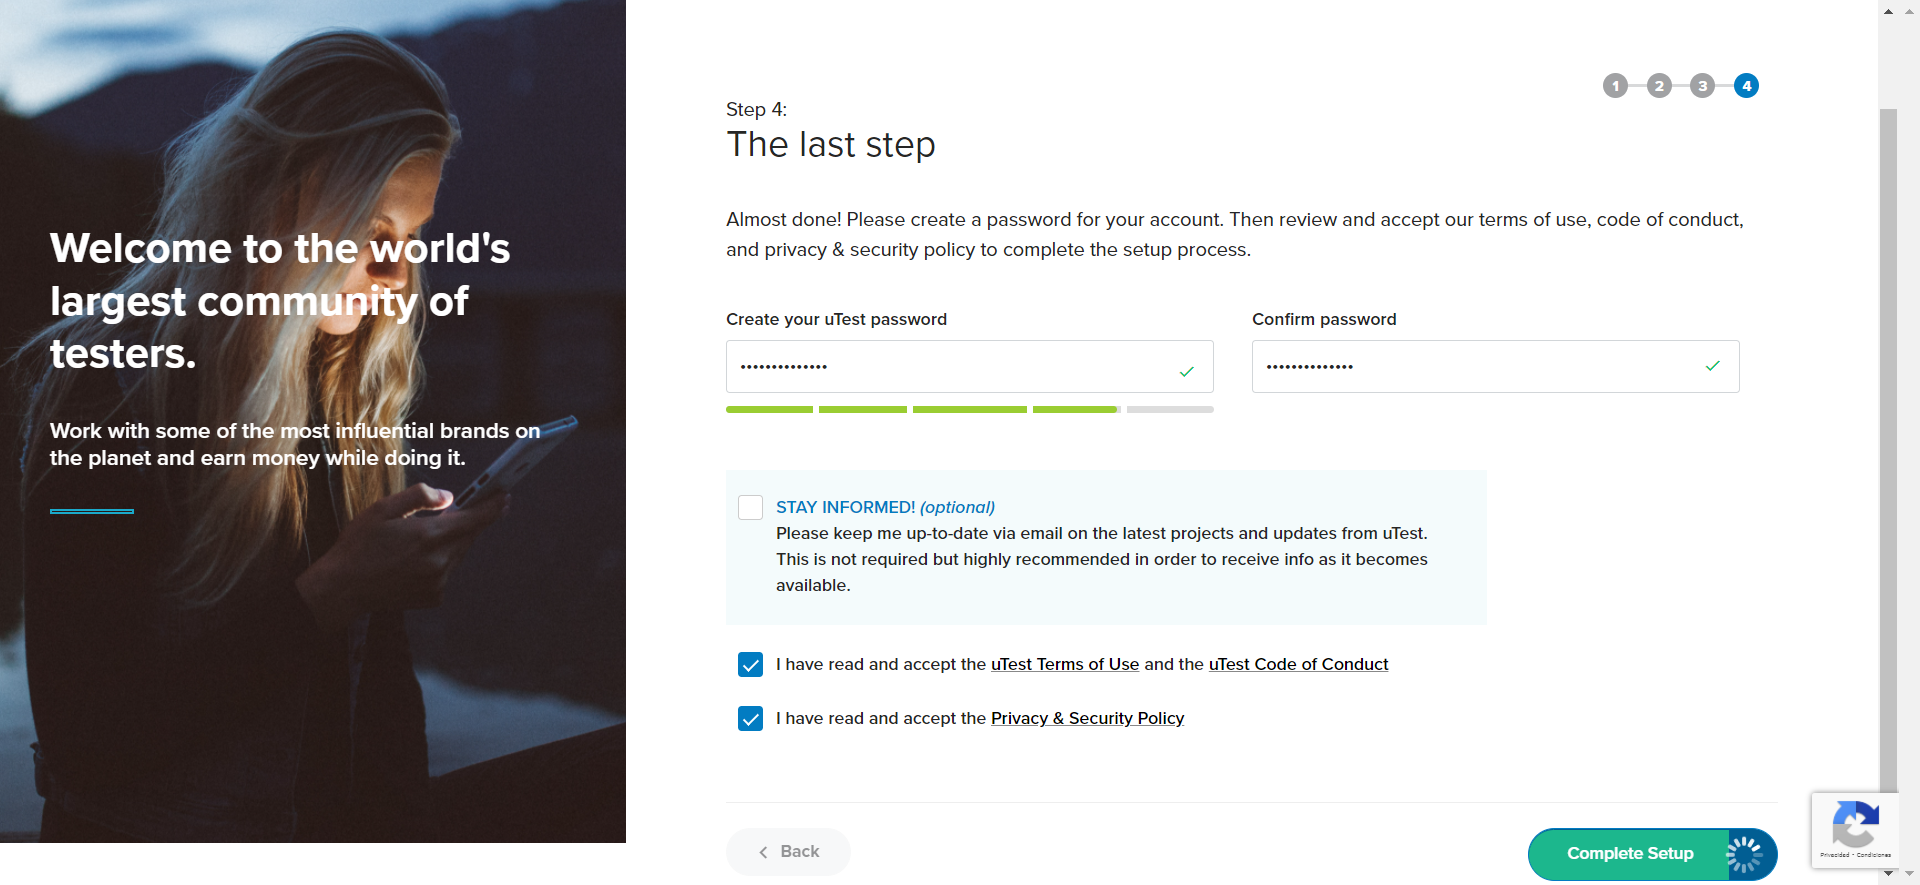 Welcome to the world's
largest community of
testers.
Work with some of the most influential brands on
the planet and earn money while doing it.
1 2 3 4
Step 4:
The last step
Almost done! Please create a password for your account. Then review and accept our terms of use, code of conduct,
and privacy & security policy to complete the setup process.
Create your uTest password
Confirm password
••••••••••••••
••••••••••••••
STAY INFORMED! (optional)
Please keep me up-to-date via email on the latest projects and updates from uTest.
This is not required but highly recommended in order to receive info as it becomes
available.
I have read and accept the uTest Terms of Use and the uTest Code of Conduct
I have read and accept the Privacy & Security Policy
Back
Complete Setup
Privacidad - Condiciones